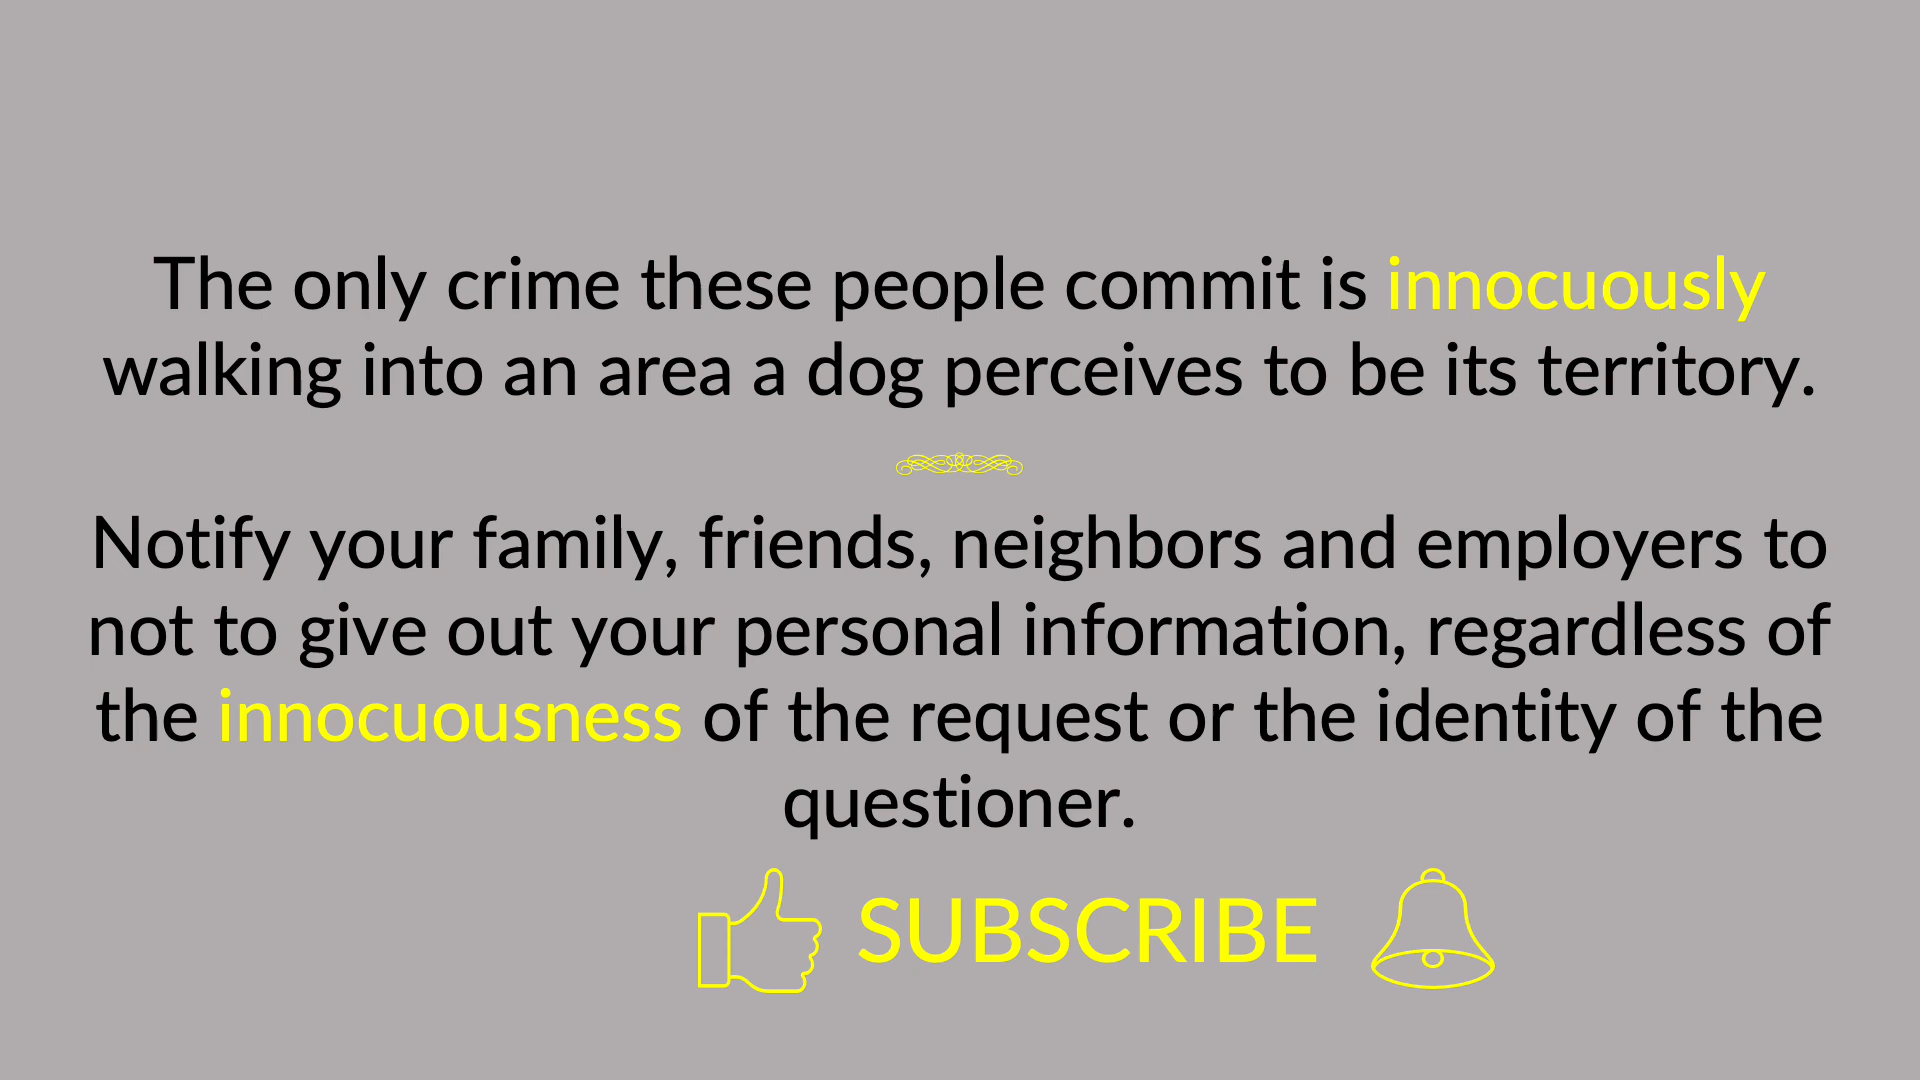 The only crime these people commit is innocuously
walking into an area a dog perceives to be its territory.
Notify your family, friends, neighbors and employers to
not to give out your personal information, regardless of
the innocuousness of the request or the identity of the
questioner.
SUBSCRIBE